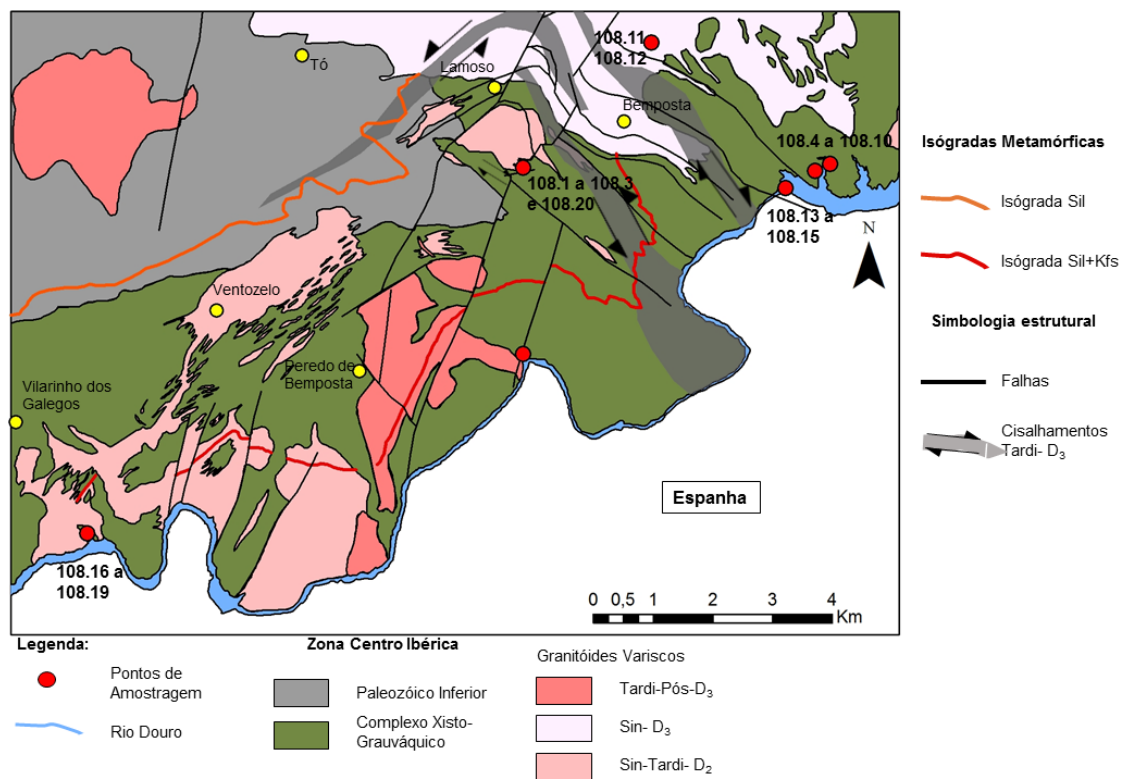 Tó
Lamoso
108.11
108.12
Bemposta
108.4 a 108.10
108.1 a 108.3
e 108.20
108.13 a
108.15
N
Ventozelo
Peredo de
Bemposta
Vilarinho dos
Galegos
Espanha
108.16 a
108.19
0 0,5 1 2 3 4
Km
Isógradas Metamórficas
Isógrada Sil
Isógrada Sil+Kfs
Simbologia estrutural
Falhas
Cisalhamentos
Tardi- D3
Legenda:
Pontos de
Amostragem
Rio Douro
Zona Centro Ibérica
Paleozóico Inferior
Complexo Xisto-
Grauváquico
Granitóides Variscos
Tardi-Pós-D3
Sin- D3
Sin-Tardi- D2